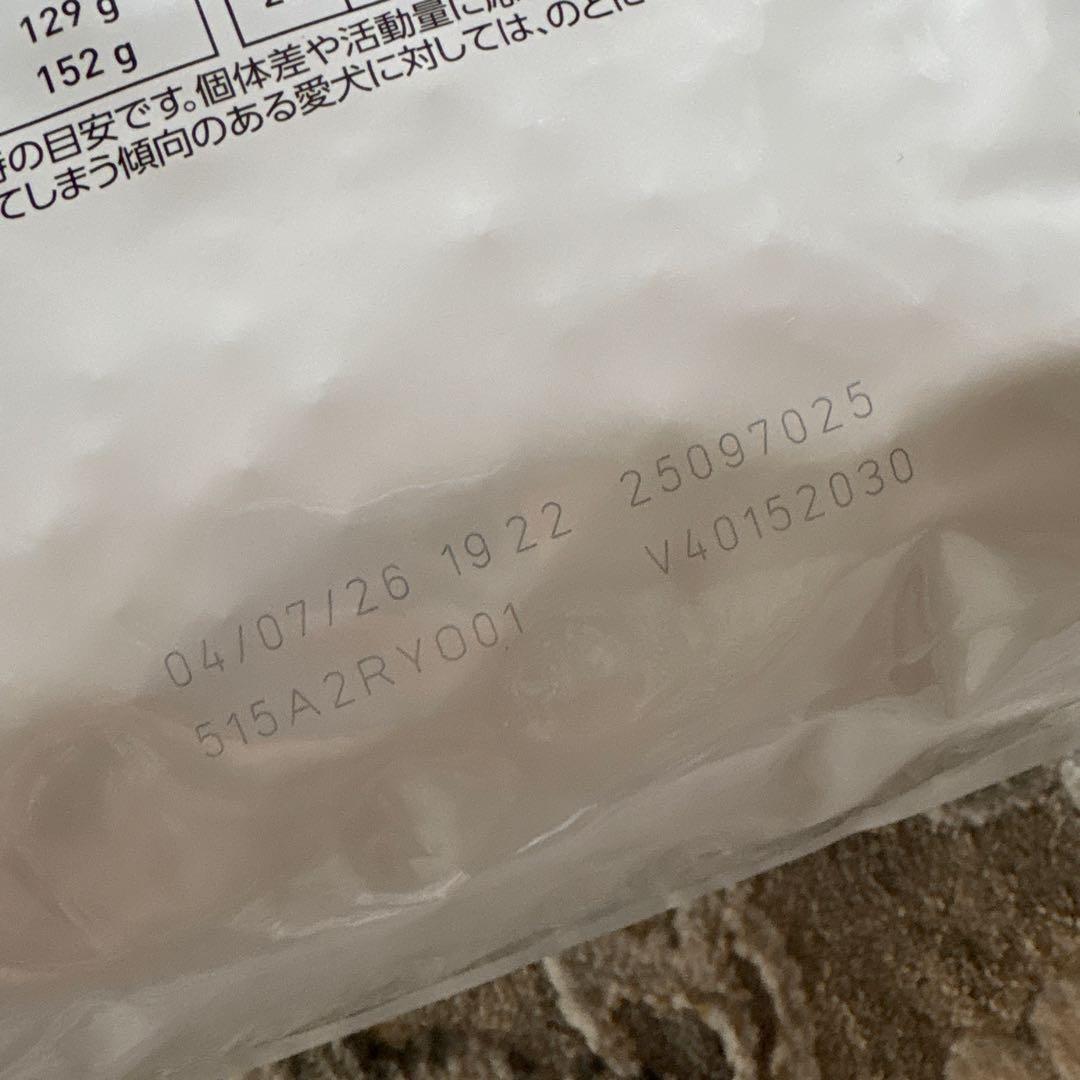 129 g
152 g
の目安です。個体差や活動量に
てしまう傾向のある愛犬に対しては、のどに
04/07/26 19 22 25097025
515A2RY001 V40152030